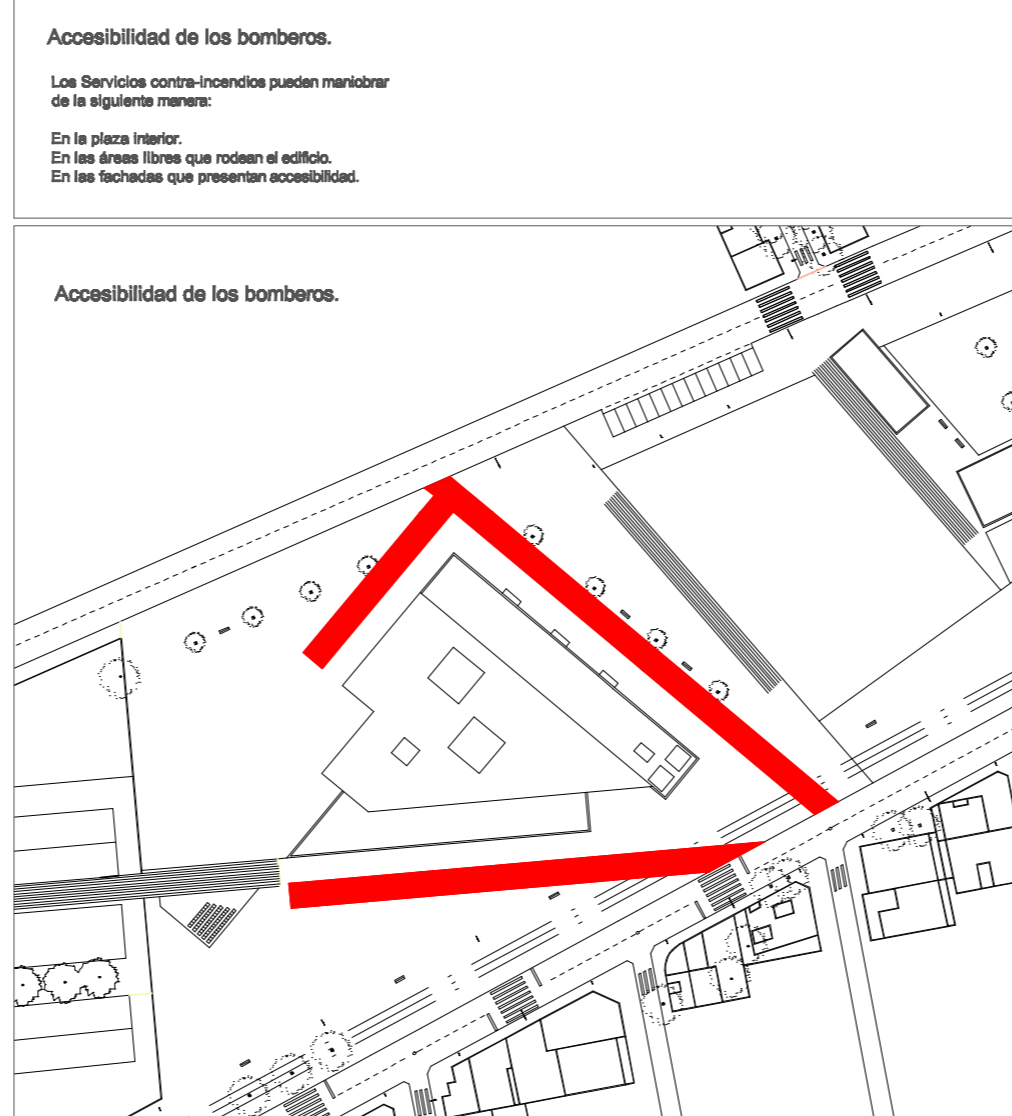 Accesibilidad de los bomberos.
Los Servicios contra-incendios pueden maniobrar
de la siguiente manera:
En la plaza interior.
En las áreas libres que rodean el edificio.
En las fachadas que presentan accesibilidad.
Accesibilidad de los bomberos.